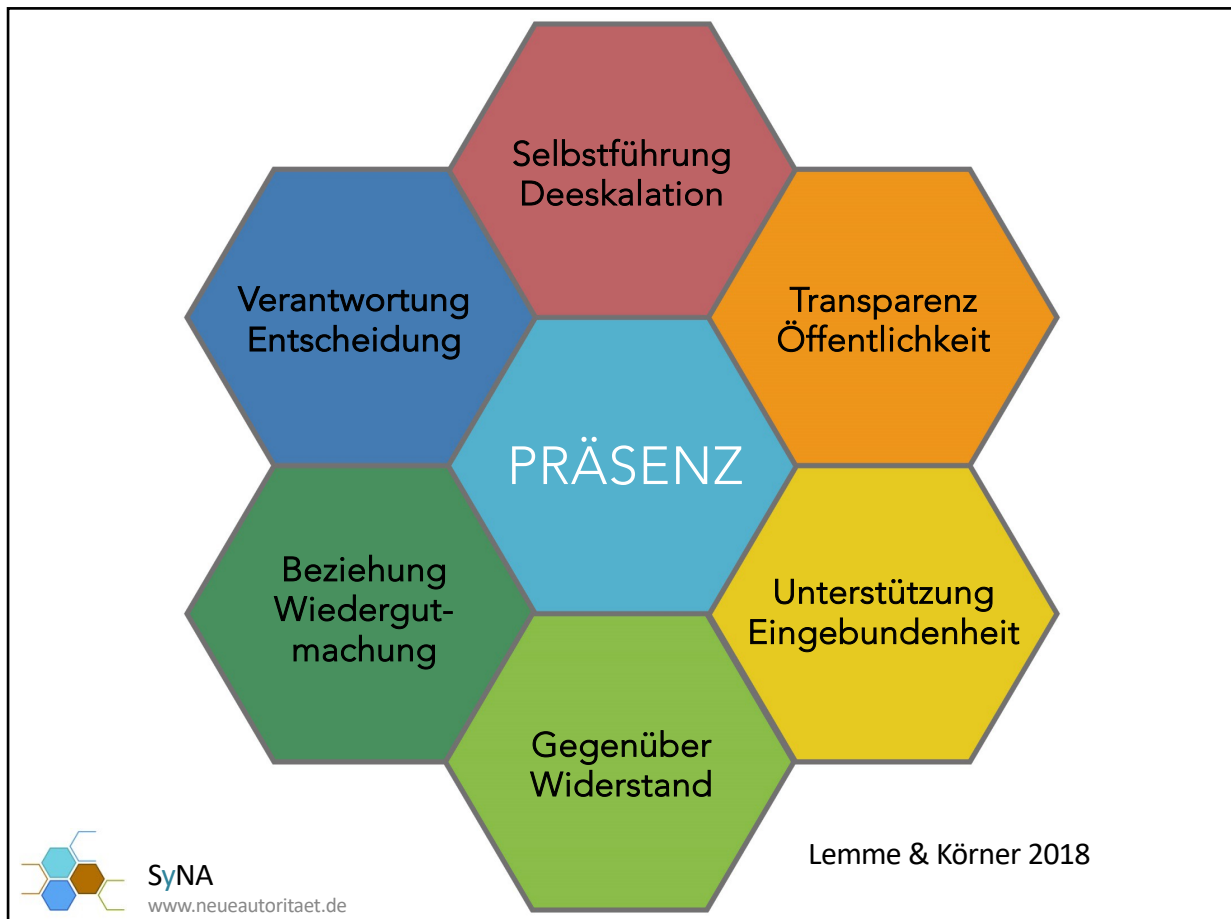 Selbstführung
Deeskalation
Verantwortung
Entscheidung
Transparenz
Öffentlichkeit
PRÄSENZ
Beziehung
Wiedergut-
machung
Unterstützung
Eingebundenheit
Gegenüber
Widerstand
Lemme & Körner 2018
SyNA
www.neueautoritaet.de